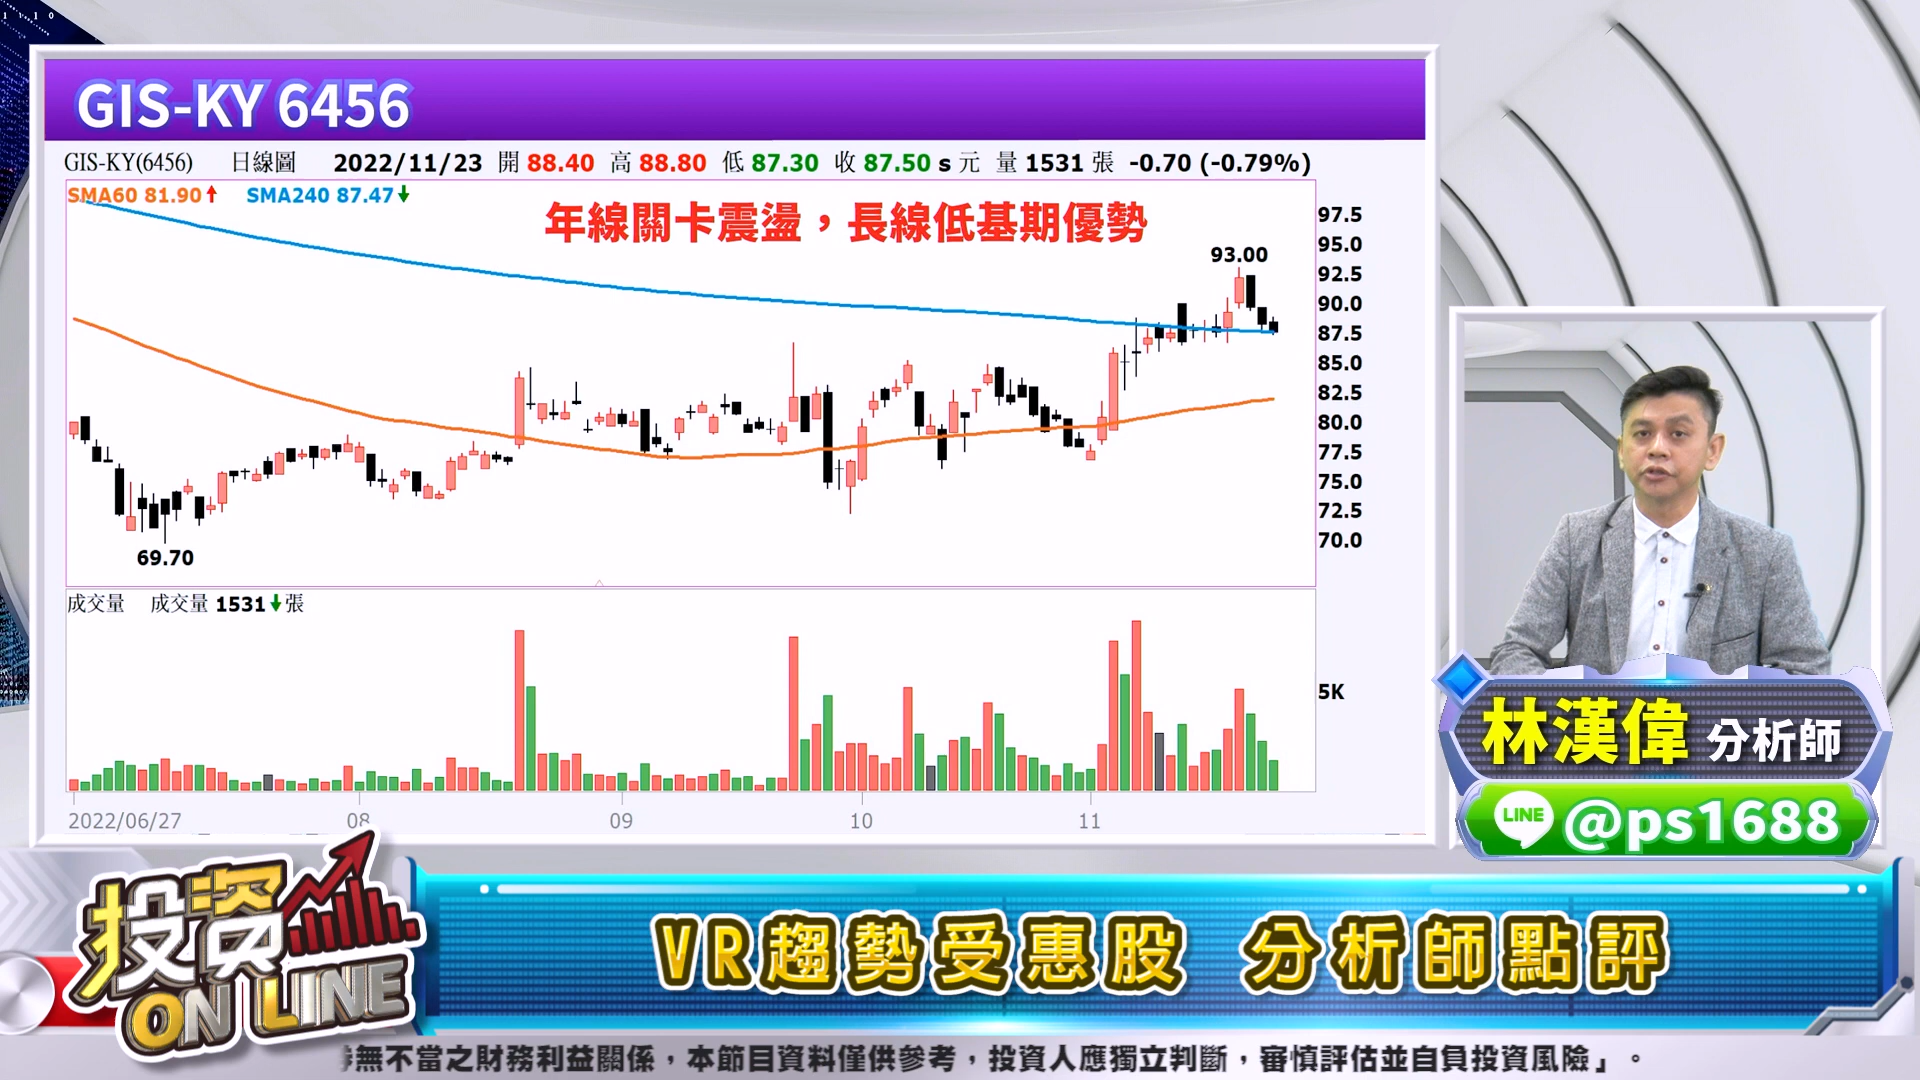 1 1 1 0
GIS-KY 6456
GIS-KY(6456) 日線圖 2022/11/23 開 88.40 高 88.80 低 87.30 收 87.50 s 元 量 1531 張 -0.70 (-0.79%)
SMA60 81.90↑ SMA240 87.47↓
年線關卡震盪，長線低基期優勢
97.5
95.0
93.00
92.5
90.0
87.5
85.0
82.5
80.0
77.5
75.0
72.5
70.0
69.70
成交量 成交量 1531↓張
5K
2022/06/27 08 09 10 11
林漢偉 分析師
LINE @ps1688
投資
ON LINE
VR趨勢受惠股 分析師點評
無不當之財務利益關係，本節目資料僅供參考，投資人應獨立判斷，審慎評估並自負投資風險」。